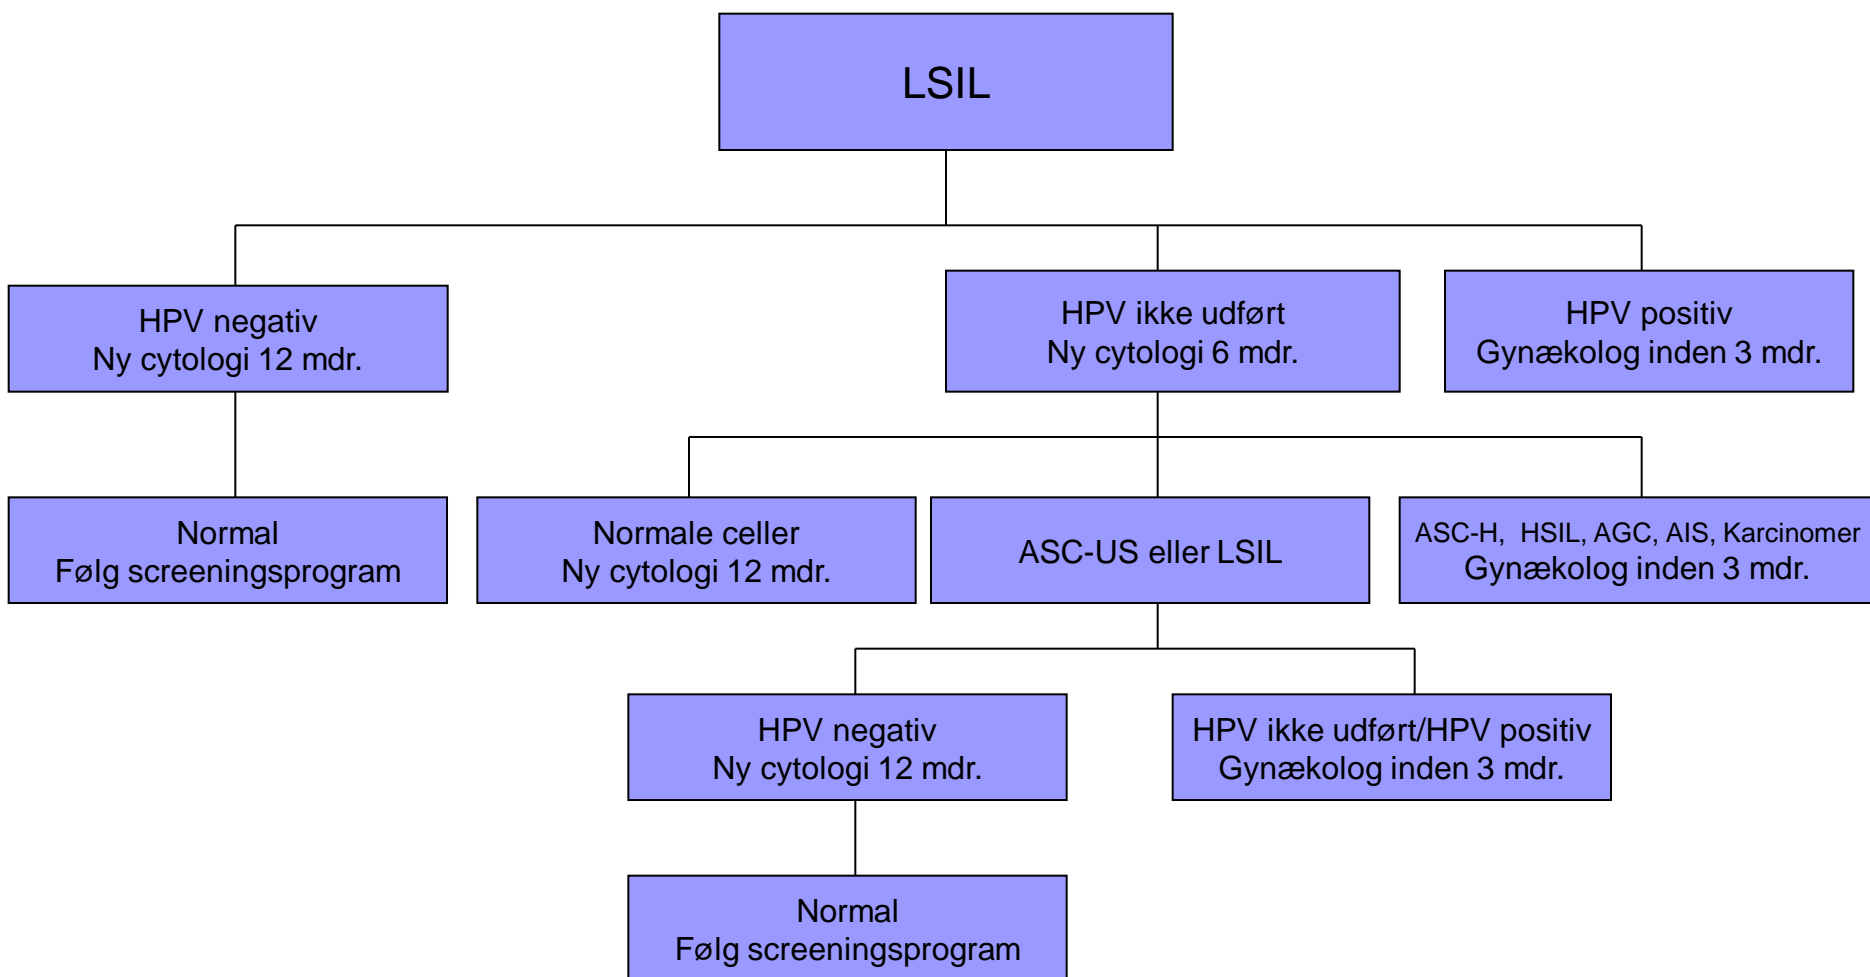 LSIL
HPV negativ
Ny cytologi 12 mdr.
HPV ikke udført
Ny cytologi 6 mdr.
HPV positiv
Gynækolog inden 3 mdr.
Normal
Følg screeningsprogram
Normale celler
Ny cytologi 12 mdr.
ASC-US eller LSIL
ASC-H, HSIL, AGC, AIS, Karcinomer
Gynækolog inden 3 mdr.
HPV negativ
Ny cytologi 12 mdr.
HPV ikke udført/HPV positiv
Gynækolog inden 3 mdr.
Normal
Følg screeningsprogram